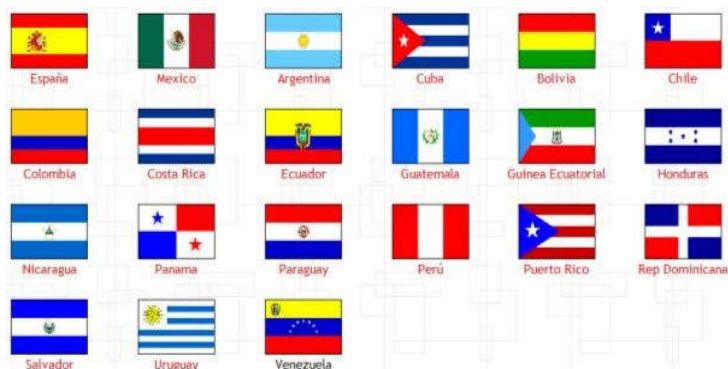 España Mexico Argentina Cuba Bolivia Chile
Colombia Costa Rica Ecuador Guatemala Guinea Ecuatorial Honduras
Nicaragua Panama Paraguay Perú Puerto Rico Rep Dominicana
Salvador Uruguay Venezuela